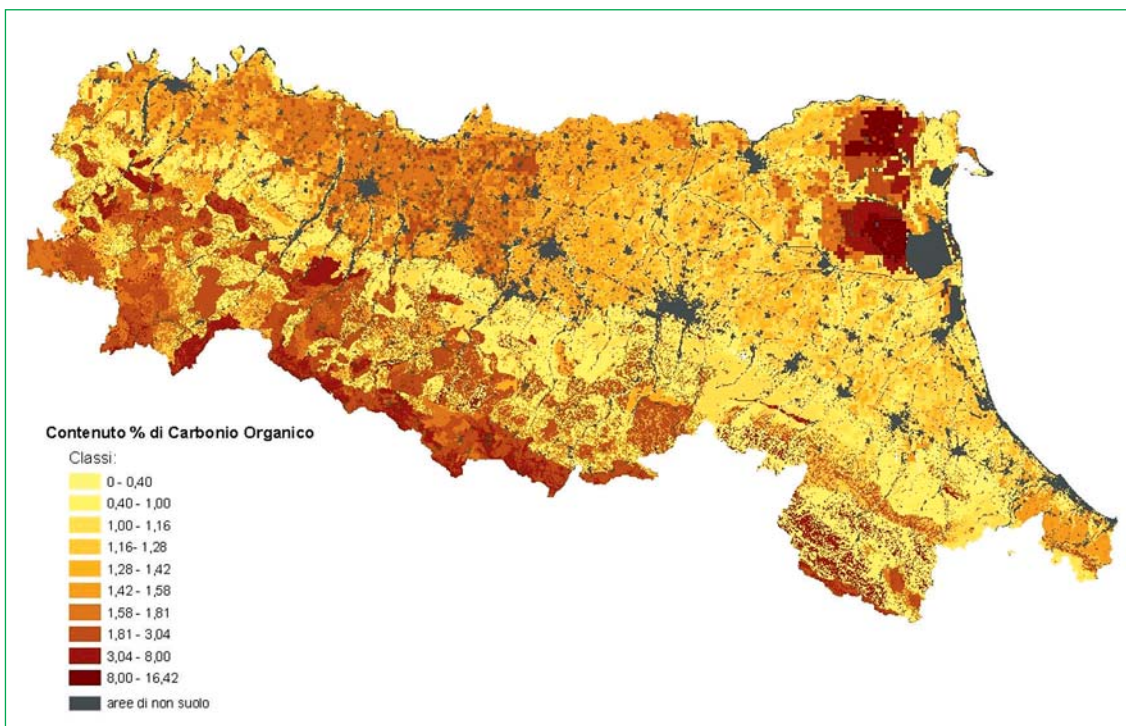 Contenuto % di Carbonio Organico
Classi:
0 - 0,40
0,40 - 1,00
1,00 - 1,16
1,16- 1,28
1,28 - 1,42
1,42 - 1,58
1,58 - 1,81
1,81 - 3,04
3,04 - 8,00
8,00 - 16,42
aree di non suolo